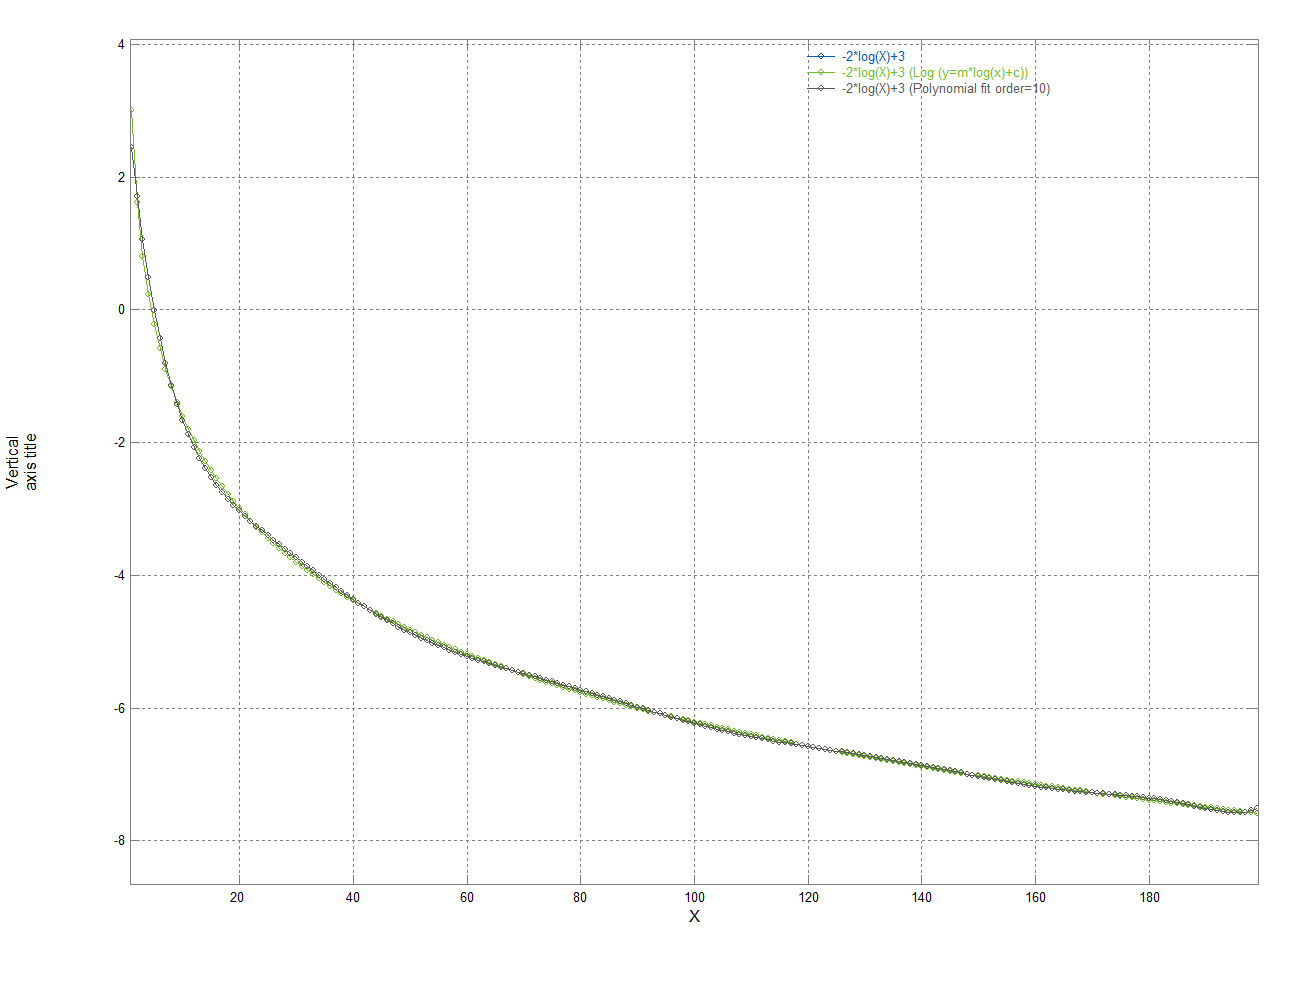 -2*log(X)+3
-2*log(X)+3 (Log (y=m*log(x)+c))
-2*log(X)+3 (Polynomial fit order=10)
4
2
0
-2
-4
-6
-8
Vertical
axis title
20 40 60 80 100 120 140 160 180
X